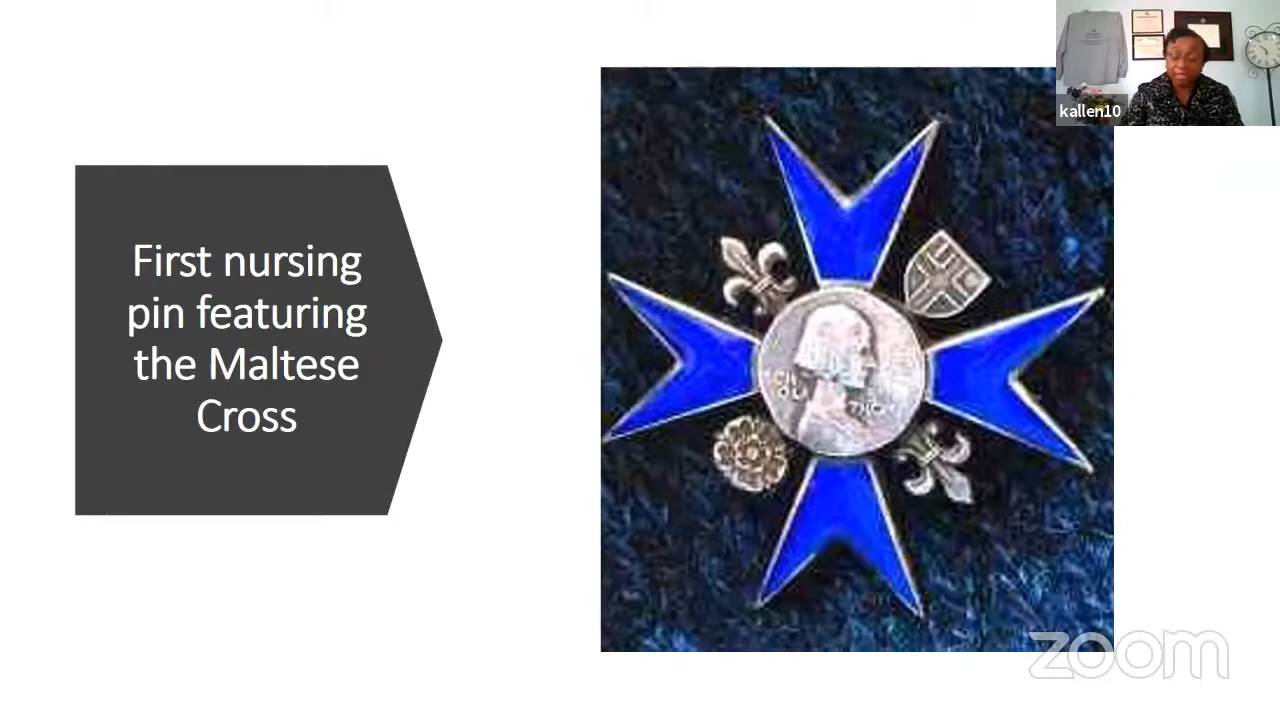 First nursing
pin featuring
the Maltese
Cross
kallen10
zoom